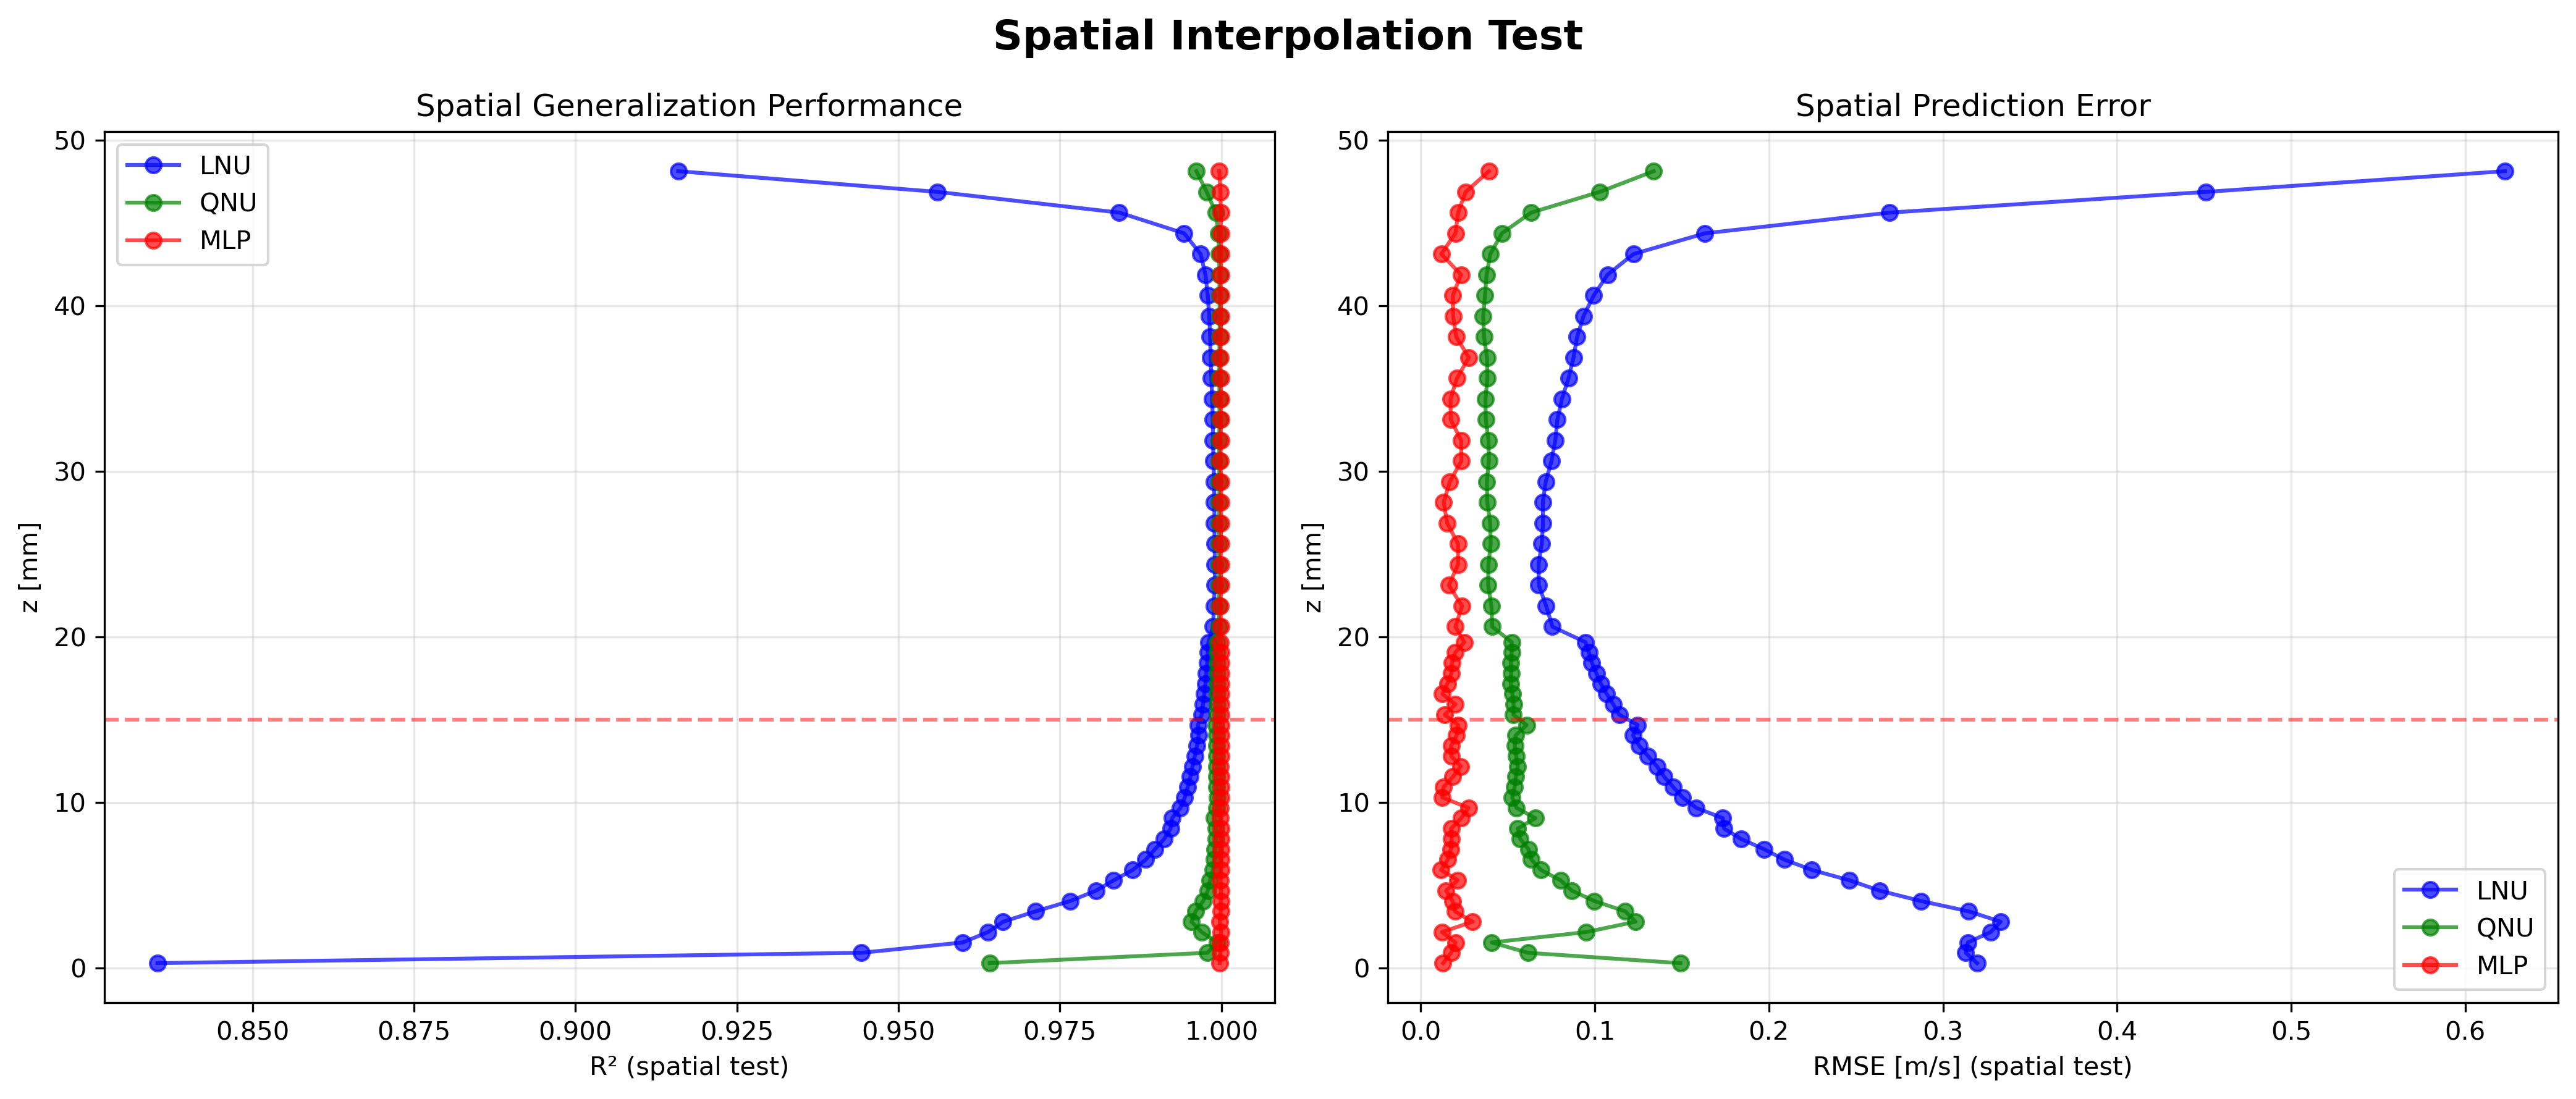 Spatial Interpolation Test
Spatial Generalization Performance
50
40
30
20
10
0
z [mm]
LNU
QNU
MLP
0.850 0.875 0.900 0.925 0.950 0.975 1.000
R² (spatial test)
Spatial Prediction Error
50
40
30
20
10
0
z [mm]
LNU
QNU
MLP
0.0 0.1 0.2 0.3 0.4 0.5 0.6
RMSE [m/s] (spatial test)